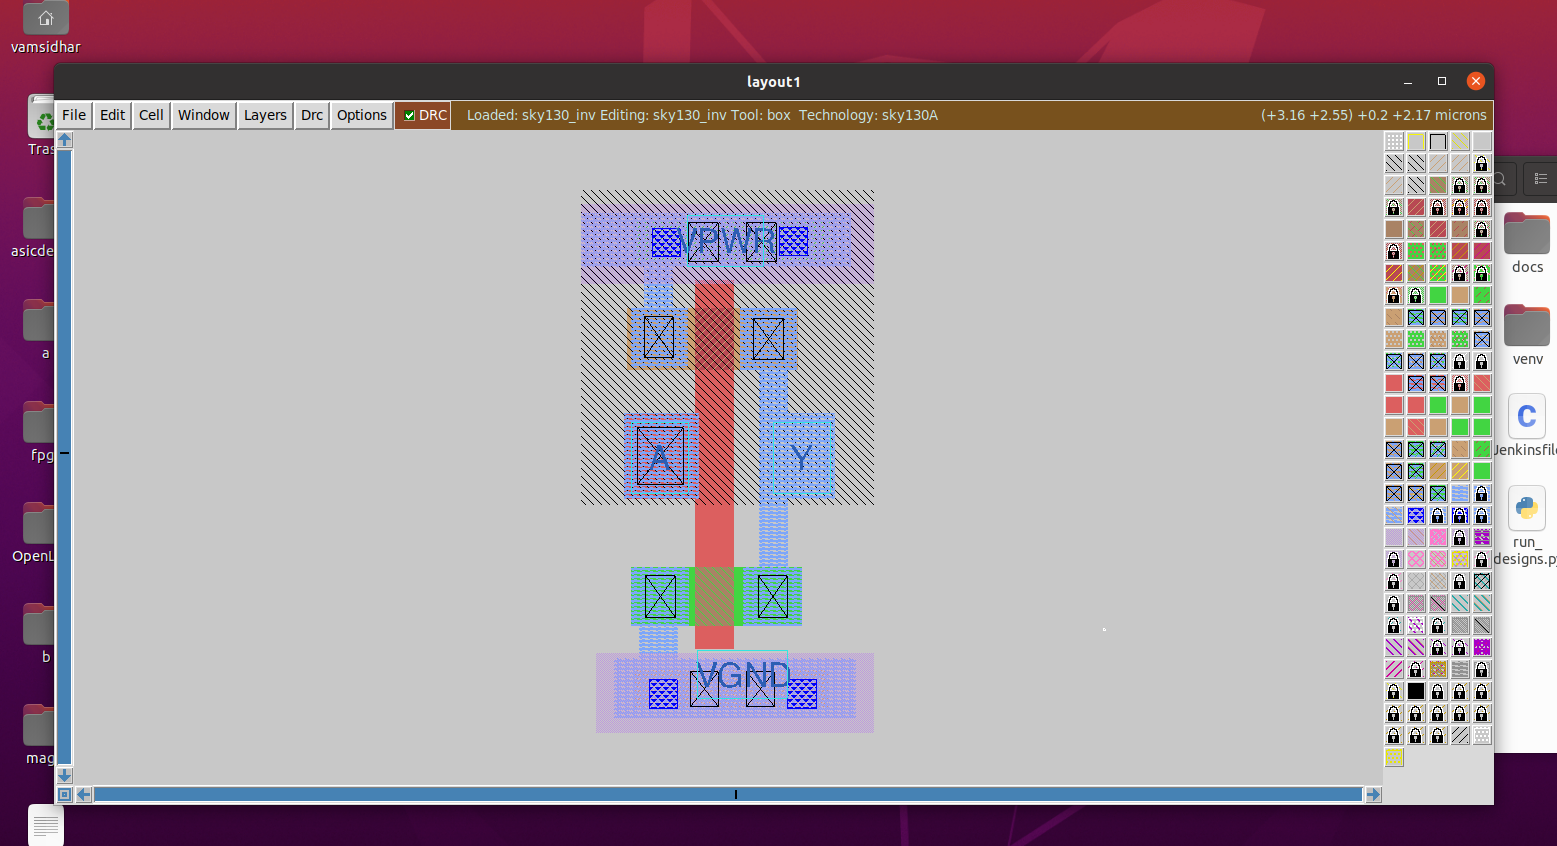 vamsidhar
layout1
File Edit Cell Window Layers Drc Options DRC Loaded: sky130_inv Editing: sky130_inv Tool: box Technology: sky130A (+3.16 +2.55) +0.2 +2.17 microns
Tras
asicde
a
fpg
OpenL
b
mag
VPWR
A
Y
VGND
docs
venv
C
Jenkinsfile
run_
designs.py